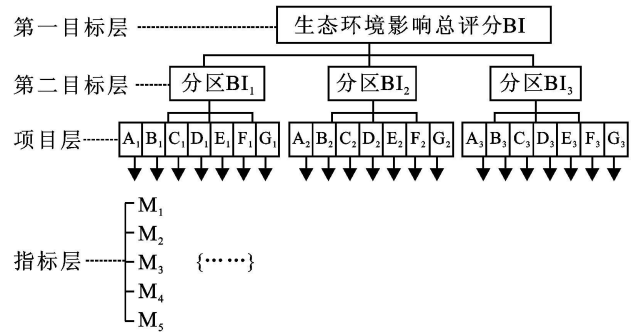 第一目标层 生态环境影响总评分BI
第二目标层 分区BI₁ 分区BI₂ 分区BI₃
项目层 A₁ B₁ C₁ D₁ E₁ F₁ G₁ A₂ B₂ C₂ D₂ E₂ F₂ G₂ A₃ B₃ C₃ D₃ E₃ F₃ G₃
M₁
M₂
指标层 M₃ {……}
M₄
M₅